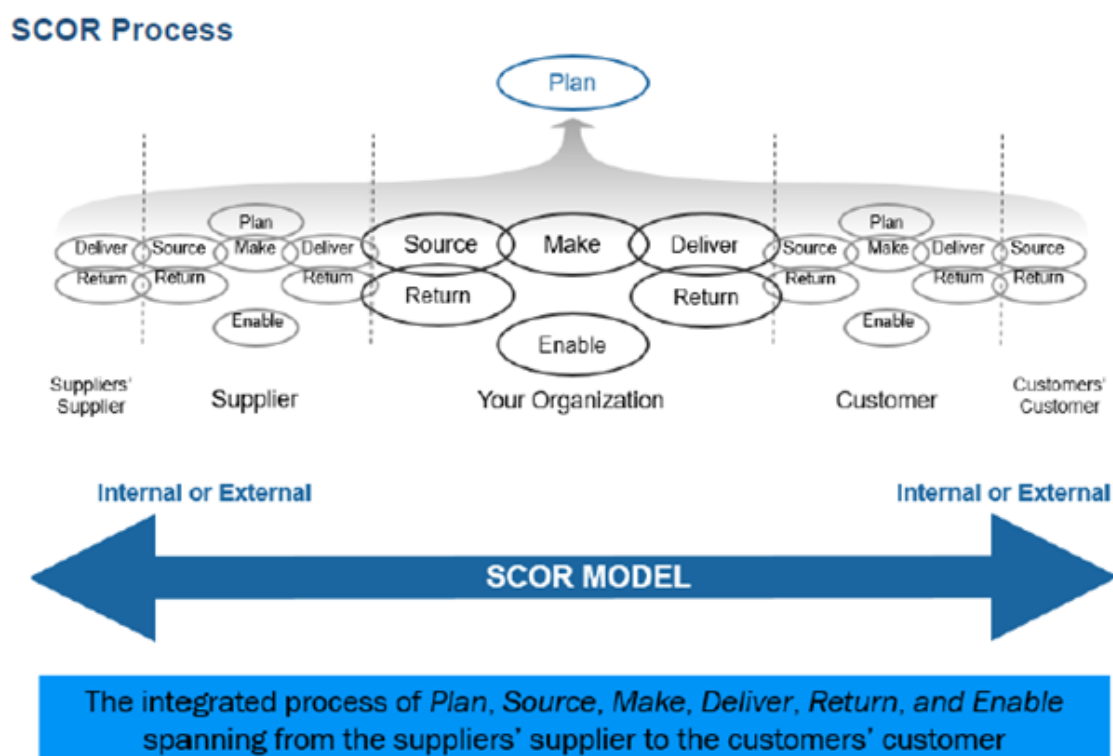 SCOR Process
Plan
Plan
Plan
Deliver Source Make Deliver Source Make Deliver Source Make Deliver Source
Return Return Return Return Return Return Return Return
Enable Enable Enable
Suppliers'
Supplier
Supplier
Your Organization
Customer
Customers'
Customer
Internal or External
Internal or External
SCOR MODEL
The integrated process of Plan, Source, Make, Deliver, Return, and Enable
spanning from the suppliers' supplier to the customers' customer